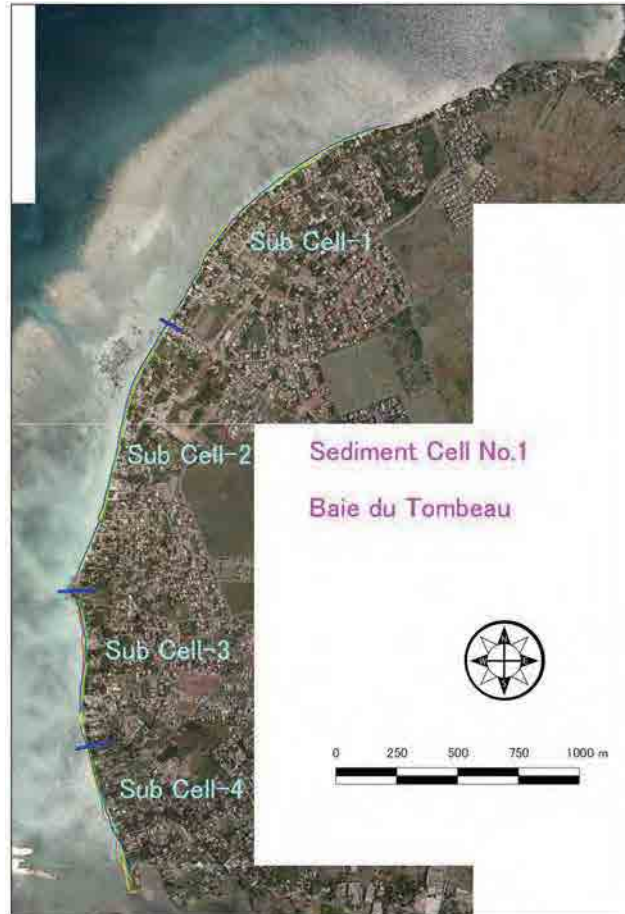 Sub Cell-1
Sub Cell-2
Sediment Cell No.1
Baie du Tombeau
Sub Cell-3
0 250 500 750 1000 m
Sub Cell-4